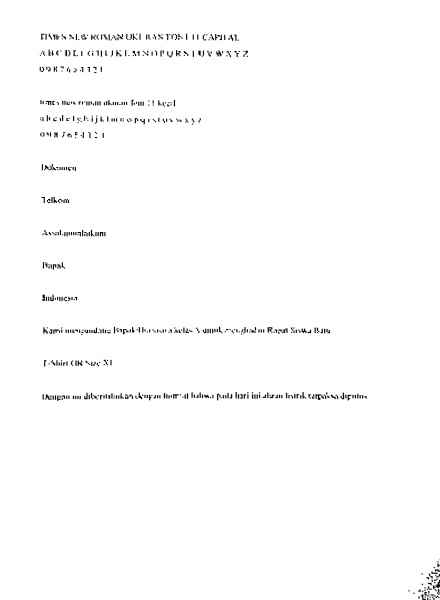 TIMES NEW ROMAN UKURAN FONT 11 CAPITAL
A B C D E F G H I J K L M N O P Q R S T U V W X Y Z
0 9 8 7 6 5 4 3 2 1
times new roman ukuran font 11 kecil
a b c d e f g h i j k l m n o p q r s t u v w x y z
0 9 8 7 6 5 4 3 2 1
Dokumen
Telkom
Assalamualaikum
Bapak
Indonesia
Kami mengundang Bapak/Ibu siswa kelas X untuk menghadiri Rapat Siswa Baru
T-Shirt OR Size XL
Dengan ini diberitahukan dengan hormat bahwa pada hari ini aliran listrik terpaksa diputus